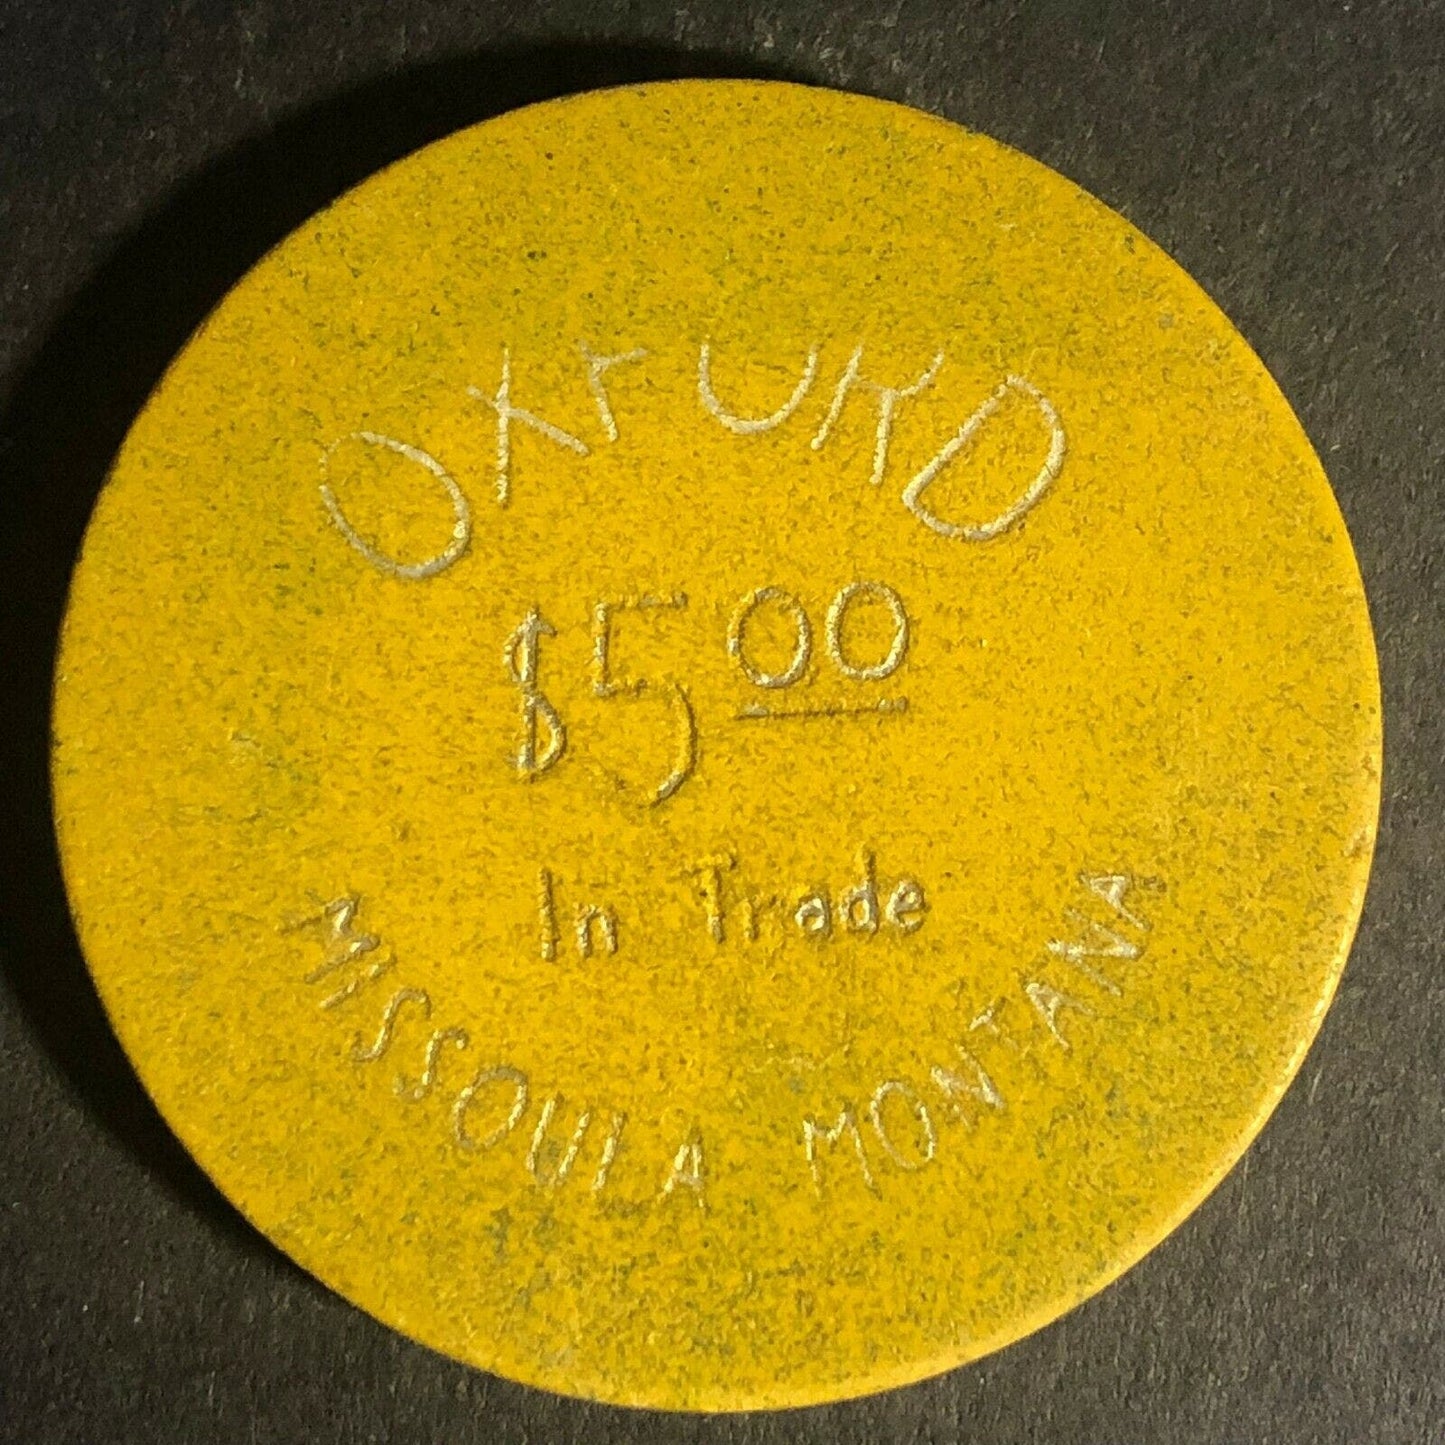 OXFORD
$5.00
In Trade
MISSOULA MONTANA